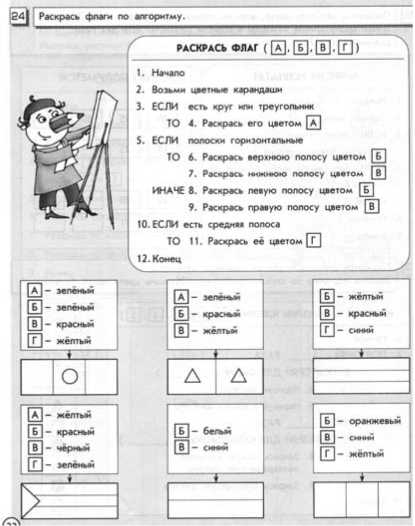 24 Раскрась флаги по алгоритму.
РАСКРАСЬ ФЛАГ ( А , Б , В , Г )
1. Начало
2. Возьми цветные карандаши
3. ЕСЛИ есть круг или треугольник
ТО 4. Раскрась его цветом А
5. ЕСЛИ полоски горизонтальные
ТО 6. Раскрась верхнюю полосу цветом Б
7. Раскрась нижнюю полосу цветом В
ИНАЧЕ 8. Раскрась левую полосу цветом Б
9. Раскрась правую полосу цветом В
10. ЕСЛИ есть средняя полоса
ТО 11. Раскрась её цветом Г
12. Конец
А – зелёный
Б – зелёный
В – красный
Г – жёлтый
А – зелёный
Б – красный
В – жёлтый
Б – жёлтый
В – красный
Г – синий
А – жёлтый
Б – красный
В – чёрный
Г – зелёный
Б – белый
В – синий
Б – оранжевый
В – синий
Г – жёлтый